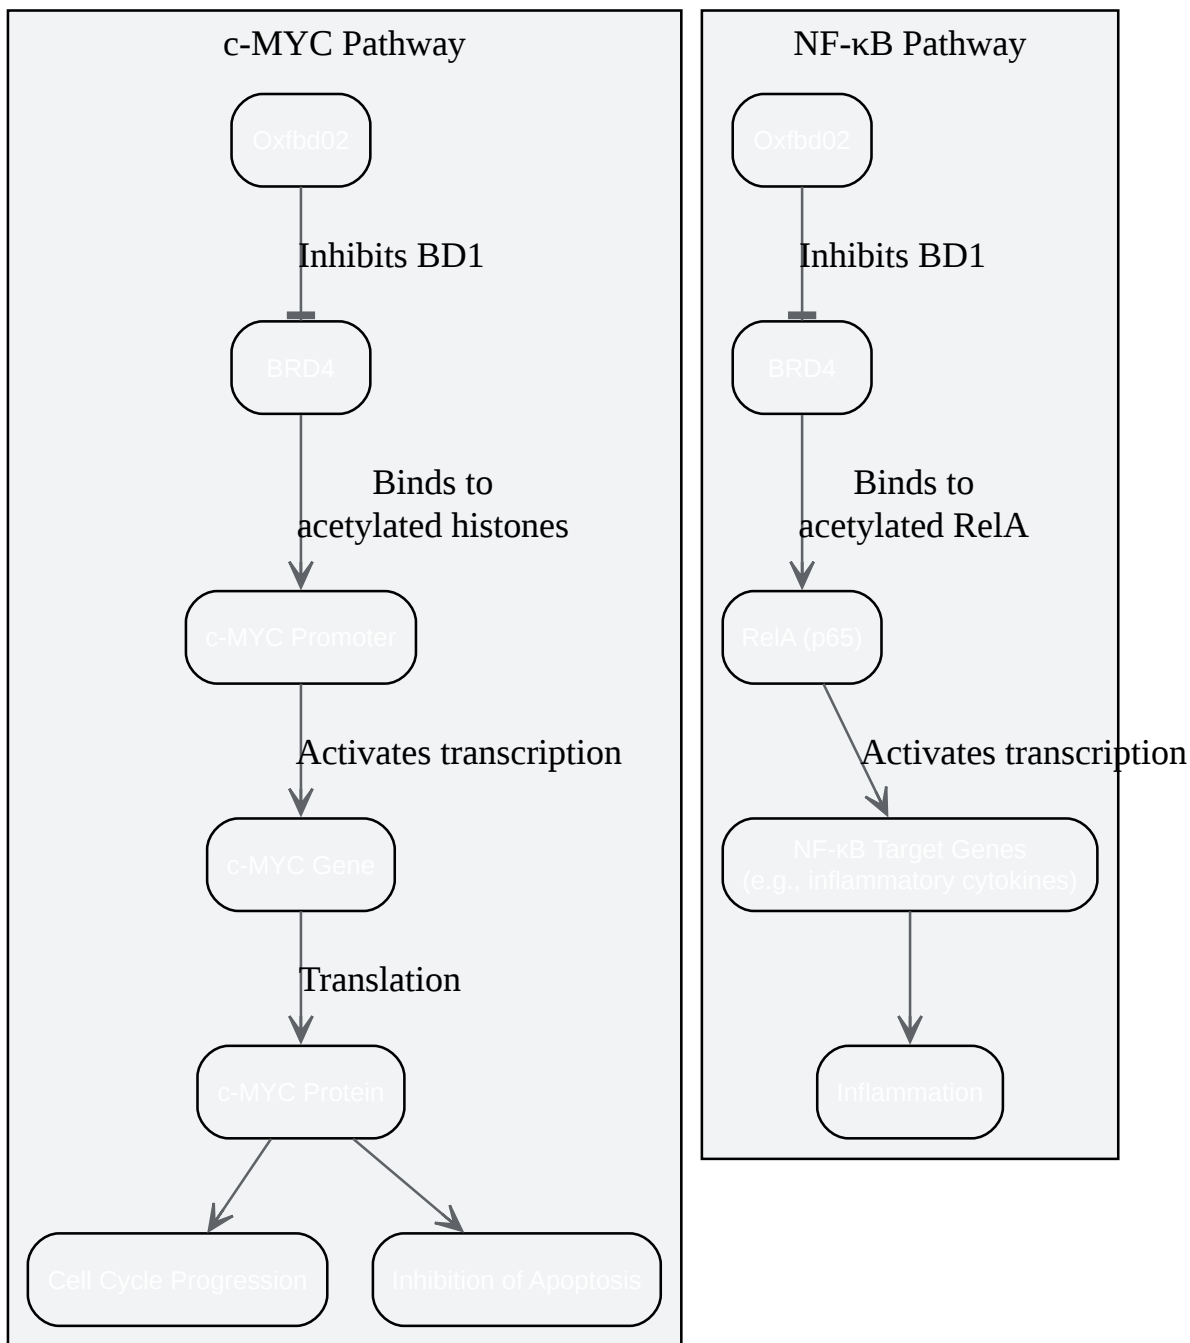 c-MYC Pathway
Oxfbd02
Inhibits BD1
BRD4
Binds to
acetylated histones
c-MYC Promoter
Activates transcription
c-MYC Gene
Translation
c-MYC Protein
Cell Cycle Progression
Inhibition of Apoptosis
NF-κB Pathway
Oxfbd02
Inhibits BD1
BRD4
Binds to
acetylated RelA
RelA (p65)
Activates transcription
NF-κB Target Genes
(e.g., inflammatory cytokines)
Inflammation